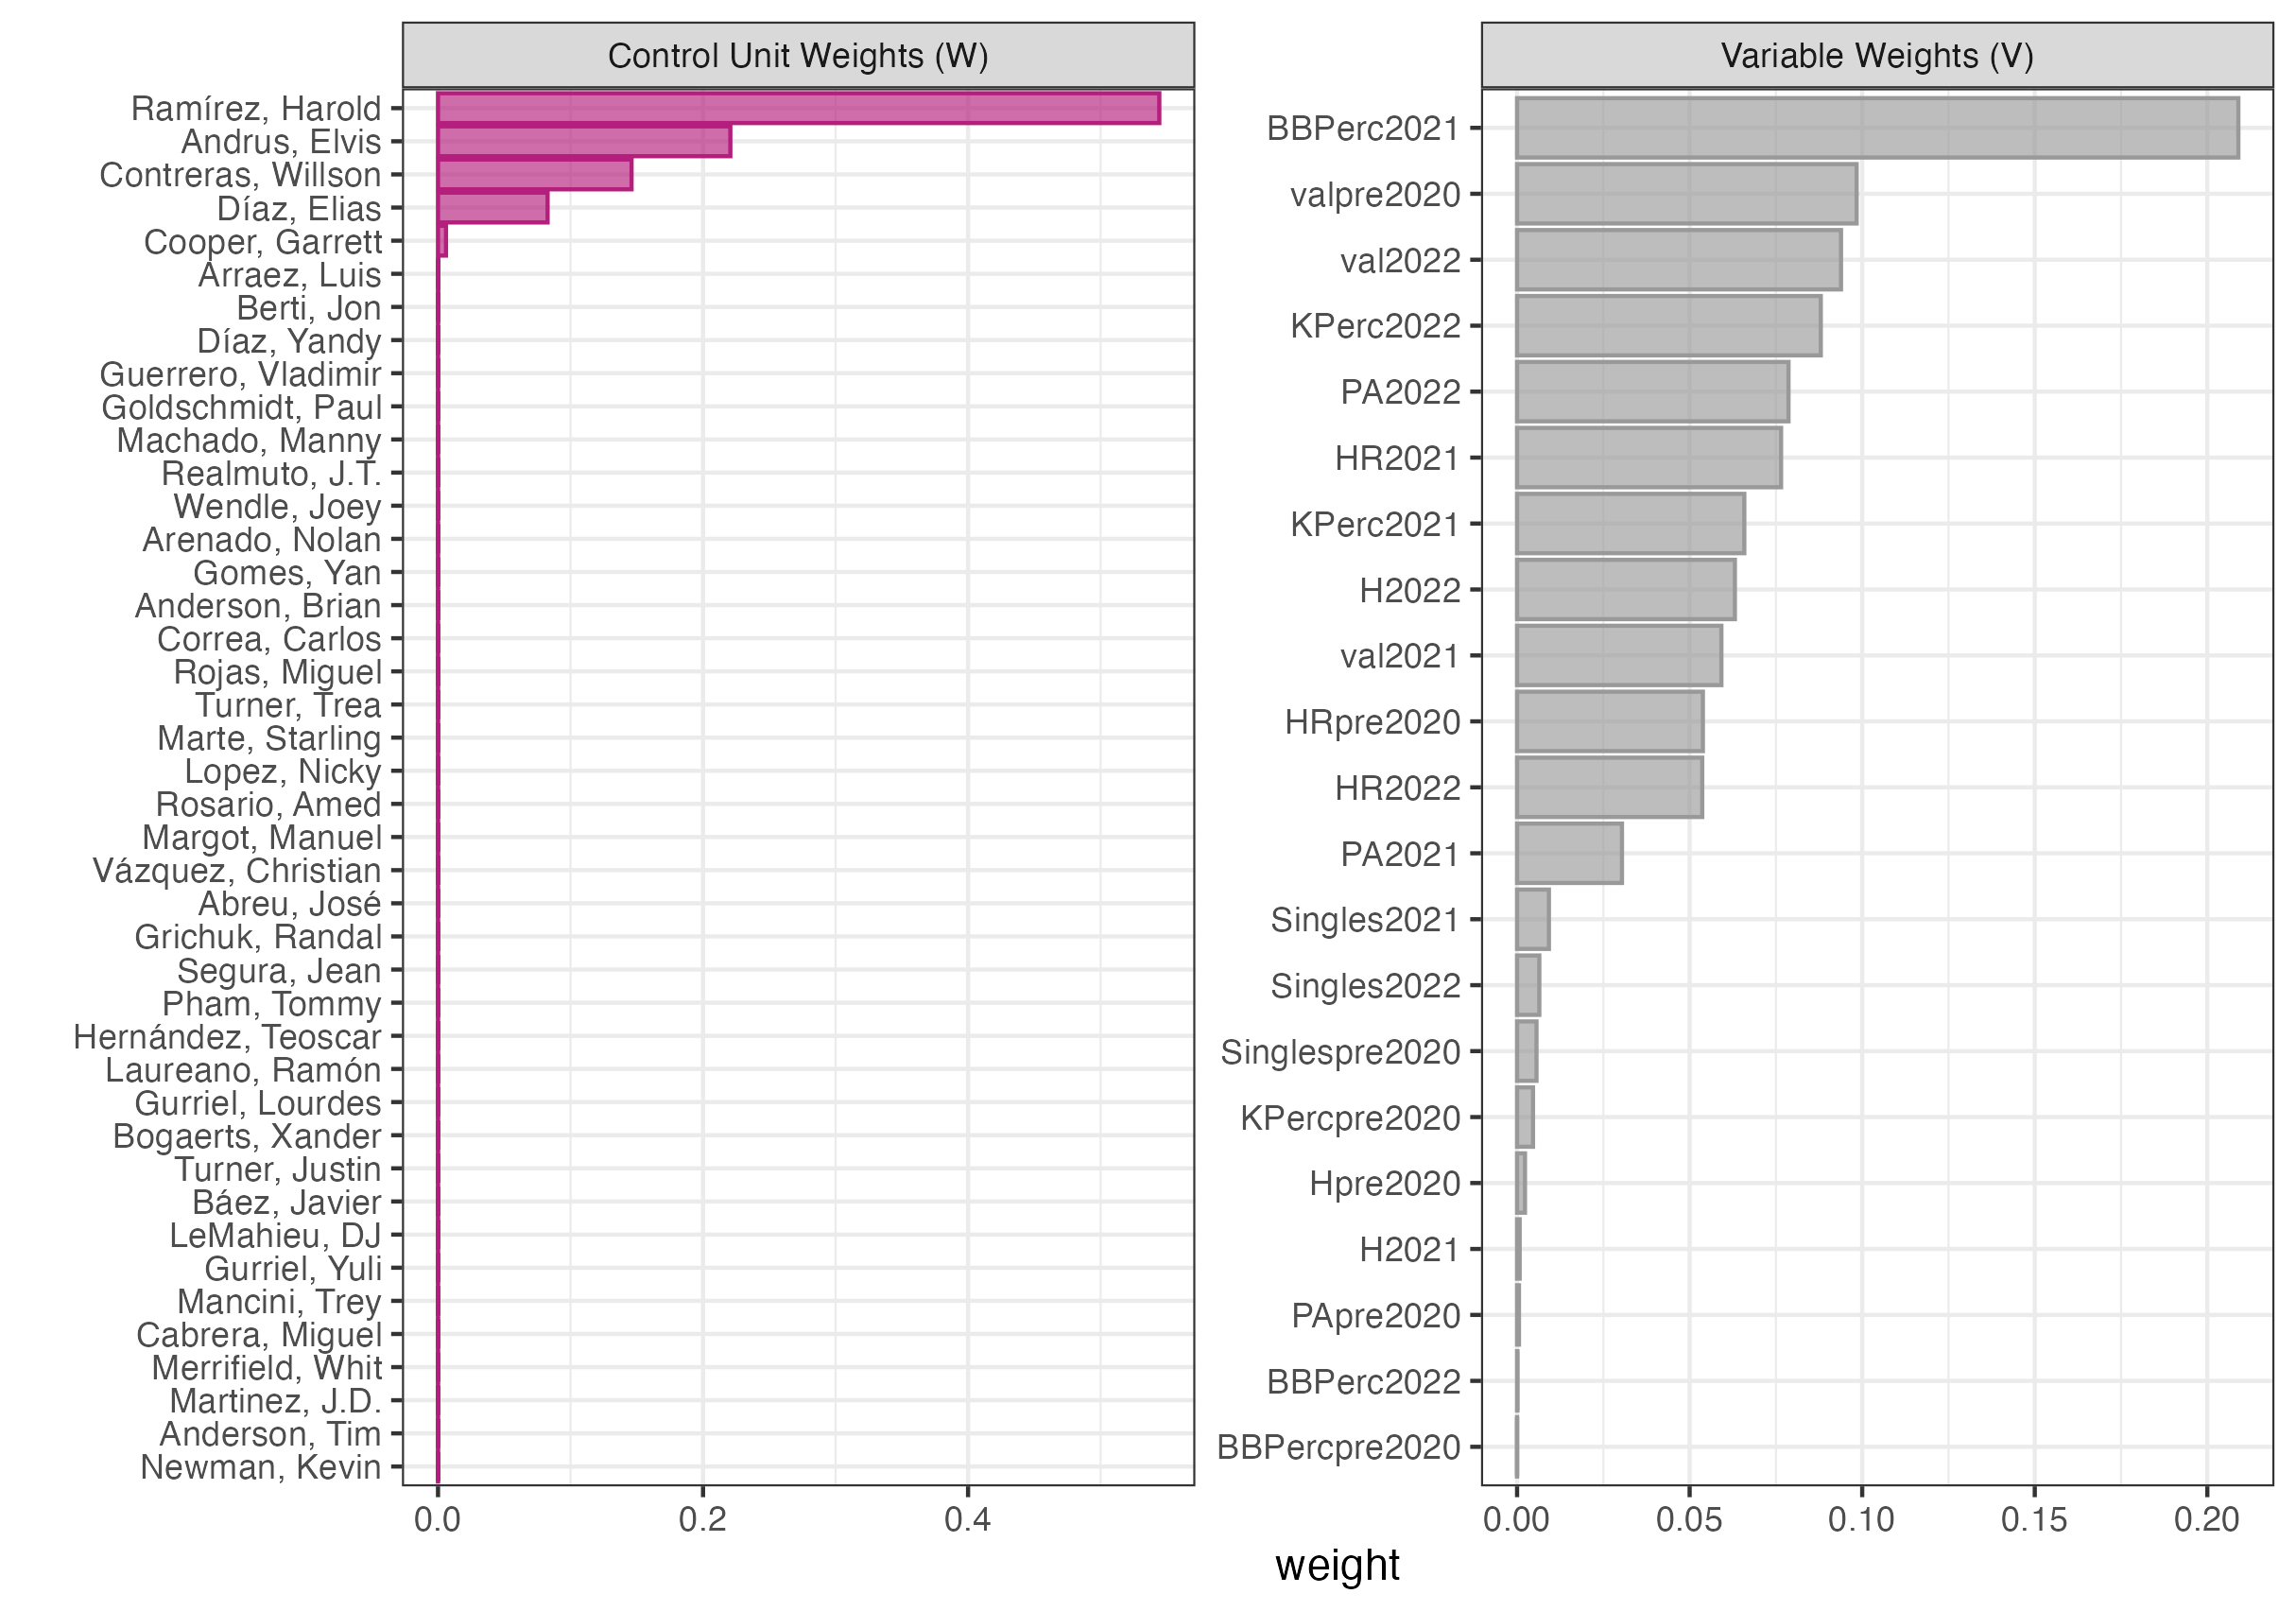 Control Unit Weights (W)
Ramírez, Harold
Andrus, Elvis
Contreras, Willson
Díaz, Elias
Cooper, Garrett
Arraez, Luis
Berti, Jon
Díaz, Yandy
Guerrero, Vladimir
Goldschmidt, Paul
Machado, Manny
Realmuto, J.T.
Wendle, Joey
Arenado, Nolan
Gomes, Yan
Anderson, Brian
Correa, Carlos
Rojas, Miguel
Turner, Trea
Marte, Starling
Lopez, Nicky
Rosario, Amed
Margot, Manuel
Vázquez, Christian
Abreu, José
Grichuk, Randal
Segura, Jean
Pham, Tommy
Hernández, Teoscar
Laureano, Ramón
Gurriel, Lourdes
Bogaerts, Xander
Turner, Justin
Báez, Javier
LeMahieu, DJ
Gurriel, Yuli
Mancini, Trey
Cabrera, Miguel
Merrifield, Whit
Martinez, J.D.
Anderson, Tim
Newman, Kevin
0.0 0.2 0.4
Variable Weights (V)
BBPerc2021
valpre2020
val2022
KPerc2022
PA2022
HR2021
KPerc2021
H2022
val2021
HRpre2020
HR2022
PA2021
Singles2021
Singles2022
Singlespre2020
KPercpre2020
Hpre2020
H2021
PApre2020
BBPerc2022
BBPercpre2020
0.00 0.05 0.10 0.15 0.20
weight